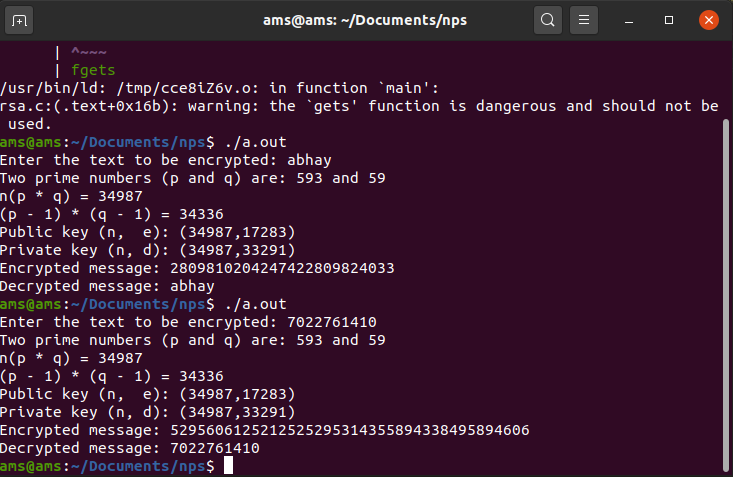 ams@ams: ~/Documents/nps
| ^~~~
| fgets
/usr/bin/ld: /tmp/cce8iZ6v.o: in function `main':
rsa.c:(.text+0x16b): warning: the `gets' function is dangerous and should not be
used.
ams@ams:~/Documents/nps$ ./a.out
Enter the text to be encrypted: abhay
Two prime numbers (p and q) are: 593 and 59
n(p * q) = 34987
(p - 1) * (q - 1) = 34336
Public key (n,  e): (34987,17283)
Private key (n, d): (34987,33291)
Encrypted message: 2809810204247422809824033
Decrypted message: abhay
ams@ams:~/Documents/nps$ ./a.out
Enter the text to be encrypted: 7022761410
Two prime numbers (p and q) are: 593 and 59
n(p * q) = 34987
(p - 1) * (q - 1) = 34336
Public key (n,  e): (34987,17283)
Private key (n, d): (34987,33291)
Encrypted message: 5295606125212525295314355894338495894606
Decrypted message: 7022761410
ams@ams:~/Documents/nps$